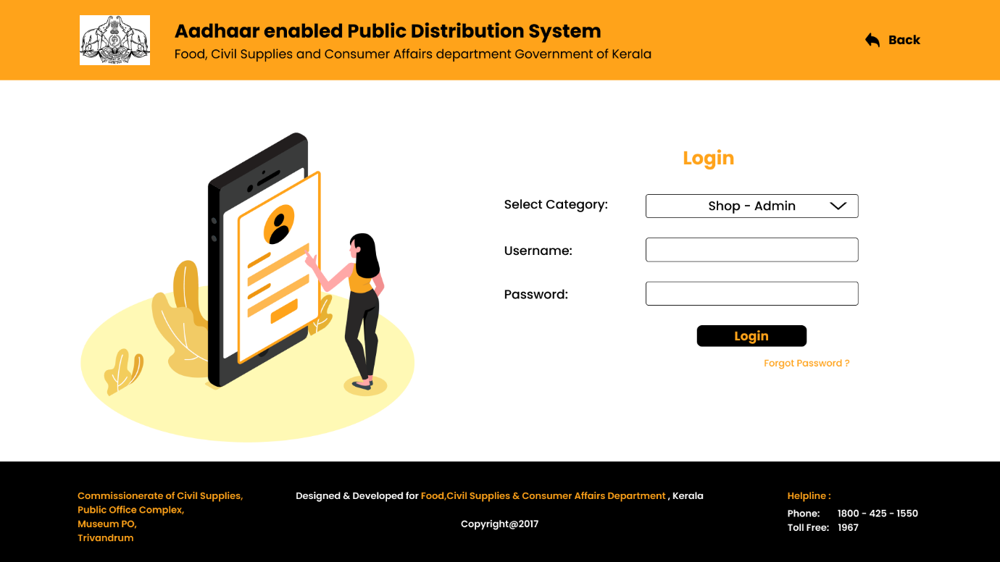 Aadhaar enabled Public Distribution System
Food, Civil Supplies and Consumer Affairs department Government of Kerala
Back
Login
Select Category:
Shop - Admin
Username:
Password:
Login
Forgot Password ?
Commissionerate of Civil Supplies,
Public Office Complex,
Museum PO,
Trivandrum
Designed & Developed for Food,Civil Supplies & Consumer Affairs Department , Kerala
Copyright@2017
Helpline :
Phone: 1800 - 425 - 1550
Toll Free: 1967